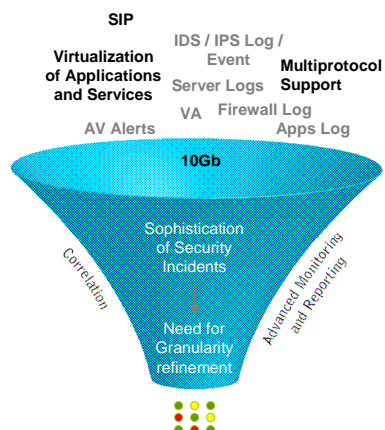 SIP
IDS / IPS Log /
Event
Virtualization
of Applications
and Services
Multiprotocol
Support
Server Logs
VA
Firewall Log
AV Alerts
Apps Log
10Gb
Sophistication
of Security
Incidents
Correlation
Advanced Monitoring
and Reporting
Need for
Granularity
refinement